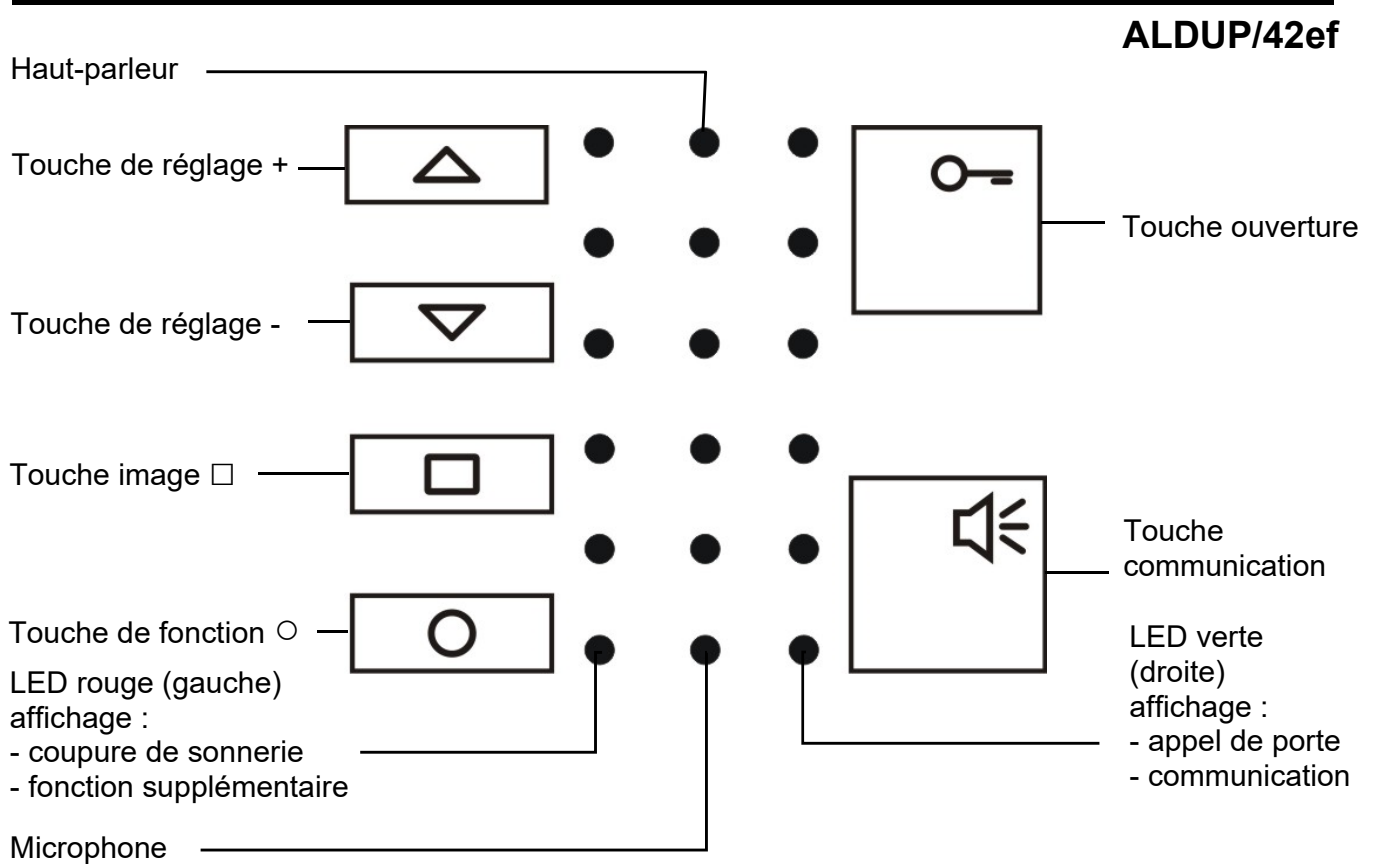 ALDUP/42ef
Haut-parleur
Touche de réglage +
Touche ouverture
Touche de réglage -
Touche image □
Touche
communication
Touche de fonction ○
LED rouge (gauche)
affichage :
- coupure de sonnerie
- fonction supplémentaire
LED verte
(droite)
affichage :
- appel de porte
- communication
Microphone